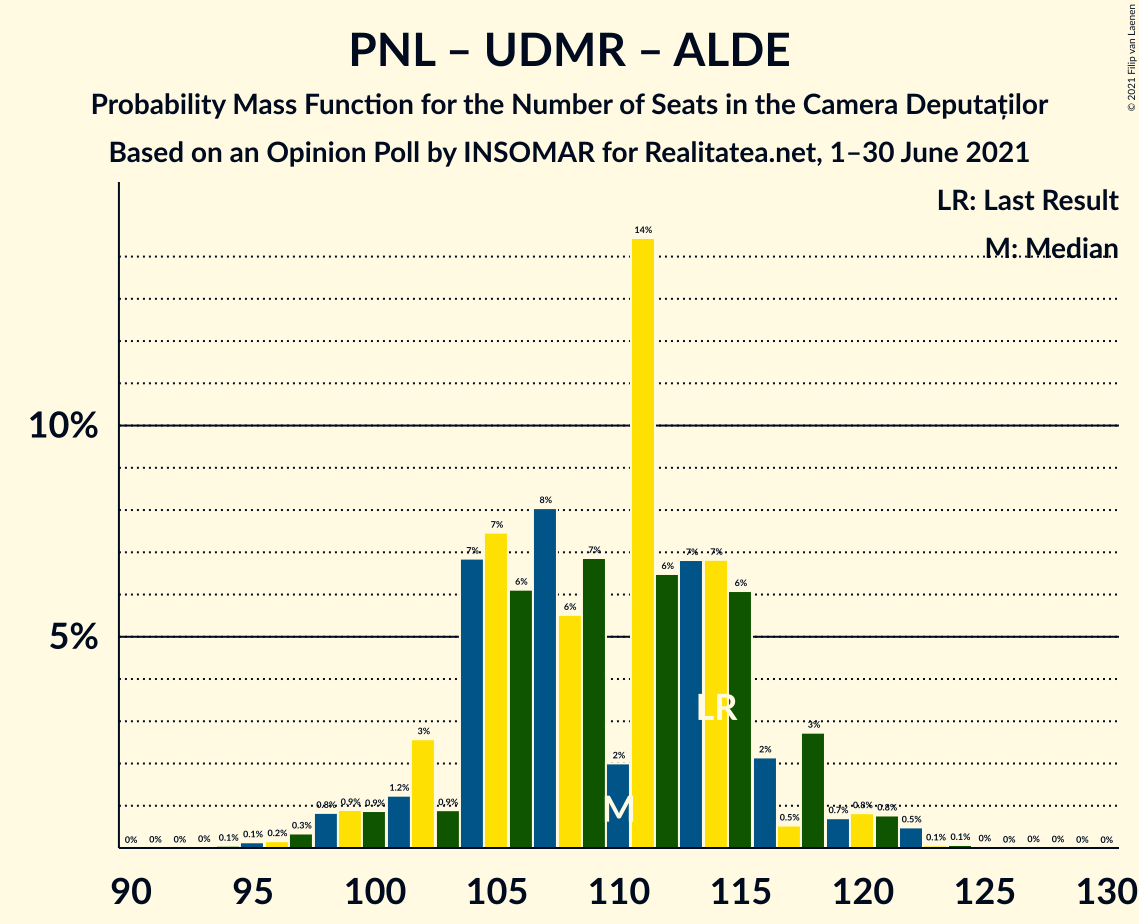 © 2021 Filip van Laenen
PNL – UDMR – ALDE
Probability Mass Function for the Number of Seats in the Camera Deputaților
Based on an Opinion Poll by INSOMAR for Realitatea.net, 1–30 June 2021
LR: Last Result
M: Median
10%
5%
0% 0% 0% 0% 0.1% 0.1% 0.2% 0.3% 0.8% 0.9% 0.9% 1.2% 3% 0.9% 7% 7% 6% 8% 6% 7% 2% 14% 6% 7% 7% 6% 2% 0.5% 3% 0.7% 0.8% 0.8% 0.5% 0.1% 0.1% 0% 0% 0% 0% 0% 0%
LR
M
90 95 100 105 110 115 120 125 130